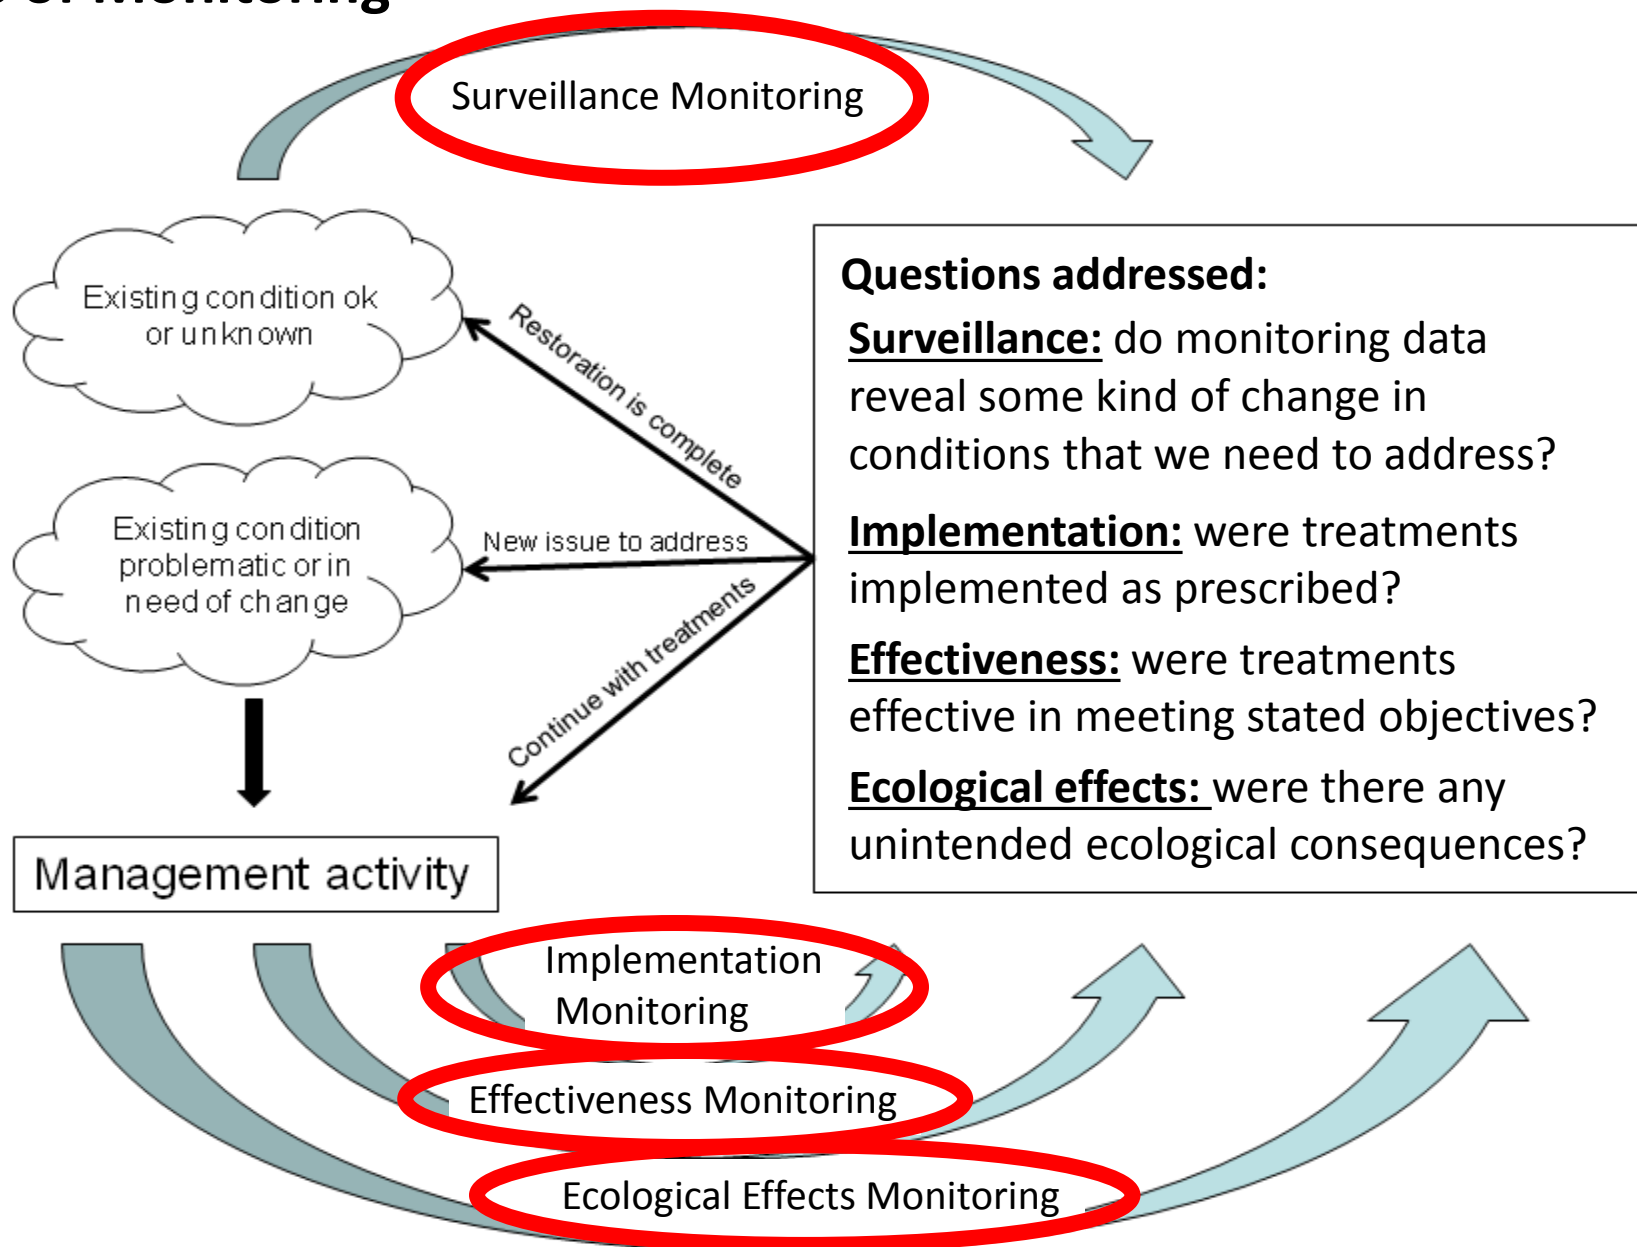 of Monitoring
Surveillance Monitoring
Existing condition ok
or unknown
Restoration is complete
Existing condition
problematic or in
need of change
New issue to address
Continue with treatments
Management activity
Questions addressed:
Surveillance: do monitoring data
reveal some kind of change in
conditions that we need to address?
Implementation: were treatments
implemented as prescribed?
Effectiveness: were treatments
effective in meeting stated objectives?
Ecological effects: were there any
unintended ecological consequences?
Implementation
Monitoring
Effectiveness Monitoring
Ecological Effects Monitoring